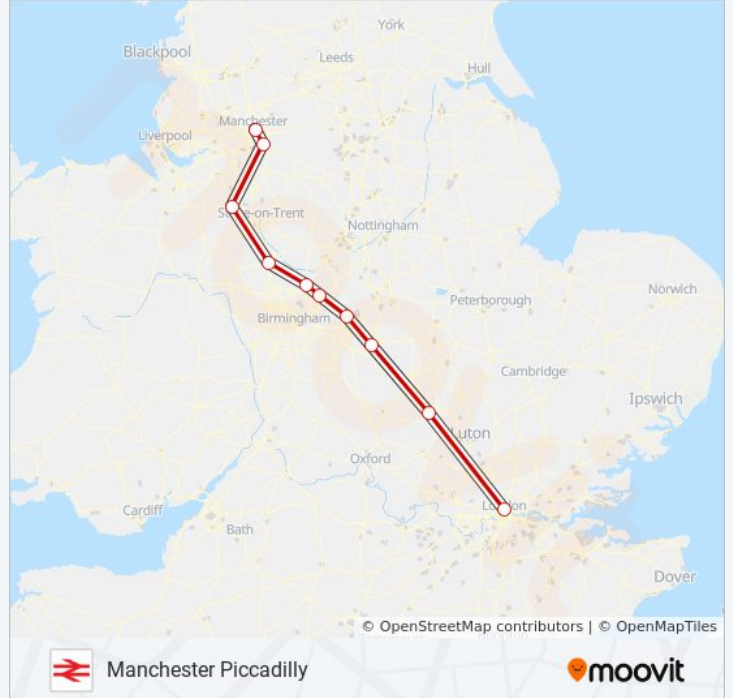 York
Blackpool
Leeds
Hull
Manchester
Liverpool
Stoke-on-Trent
Nottingham
Norwich
Peterborough
Birmingham
Cambridge
Ipswich
Luton
Oxford
London
Cardiff
Bath
Dover
© OpenStreetMap contributors | © OpenMapTiles
Manchester Piccadilly
moovit